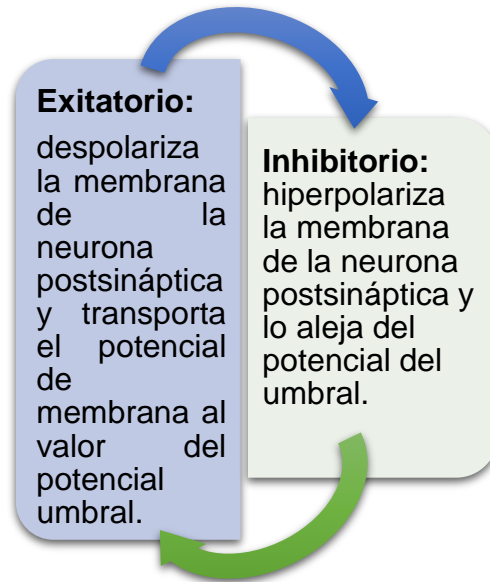 Exitatorio:
despolariza
la membrana
de la
neurona
postsináptica
y transporta
el potencial
de
membrana al
valor del
potencial
umbral.
Inhibitorio:
hiperpolariza
la membrana
de la neurona
postsináptica y
lo aleja del
potencial del
umbral.